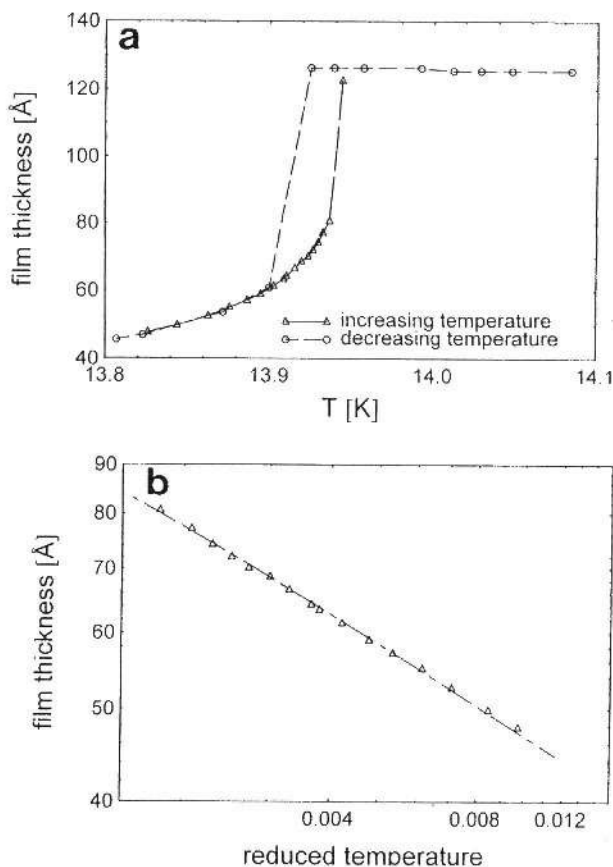 a
140
120
100
80
60
40
film thickness [Å]
increasing temperature
decreasing temperature
13.8
13.9
14.0
14.1
T [K]
b
90
80
70
60
50
40
film thickness [Å]
0.004
0.008
0.012
reduced temperature